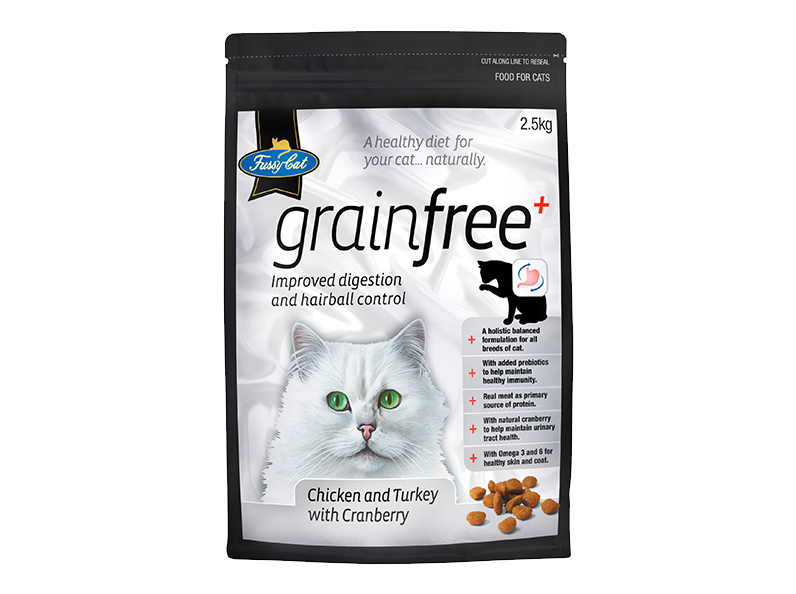 CUT ALONG LINE TO RESEAL
FOOD FOR CATS
2.5kg
Fussy Cat
A healthy diet for
your cat... naturally.
grainfree+
Improved digestion
and hairball control
+ A holistic balanced
formulation for all
breeds of cat.
+ With added prebiotics
to help maintain
healthy immunity.
+ Real meat as primary
source of protein.
+ With natural cranberry
to help maintain urinary
tract health.
+ With Omega 3 and 6 for
healthy skin and coat.
Chicken and Turkey
with Cranberry